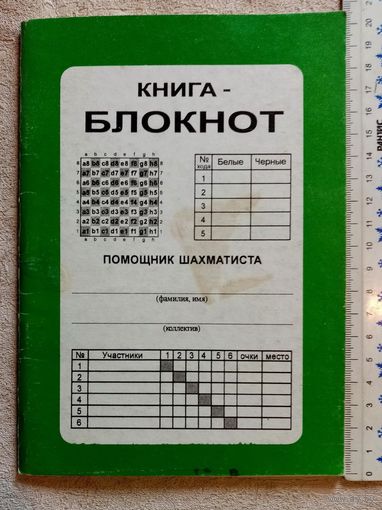 КНИГА -
БЛОКНОТ
a b c d e f g h
8 a8 b8 c8 d8 e8 f8 g8 h8 8
7 a7 b7 c7 d7 e7 f7 g7 h7 7
6 a6 b6 c6 d6 e6 f6 g6 h6 6
5 a5 b5 c5 d5 e5 f5 g5 h5 5
4 a4 b4 c4 d4 e4 f4 g4 h4 4
3 a3 b3 c3 d3 e3 f3 g3 h3 3
2 a2 b2 c2 d2 e2 f2 g2 h2 2
1 a1 b1 c1 d1 e1 f1 g1 h1 1
a b c d e f g h
№ хода Белые Черные
1
2
3
4
5
ПОМОЩНИК ШАХМАТИСТА
(фамилия, имя)
(коллектив)
№ Участники 1 2 3 4 5 6 очки место
1
2
3
4
5
6